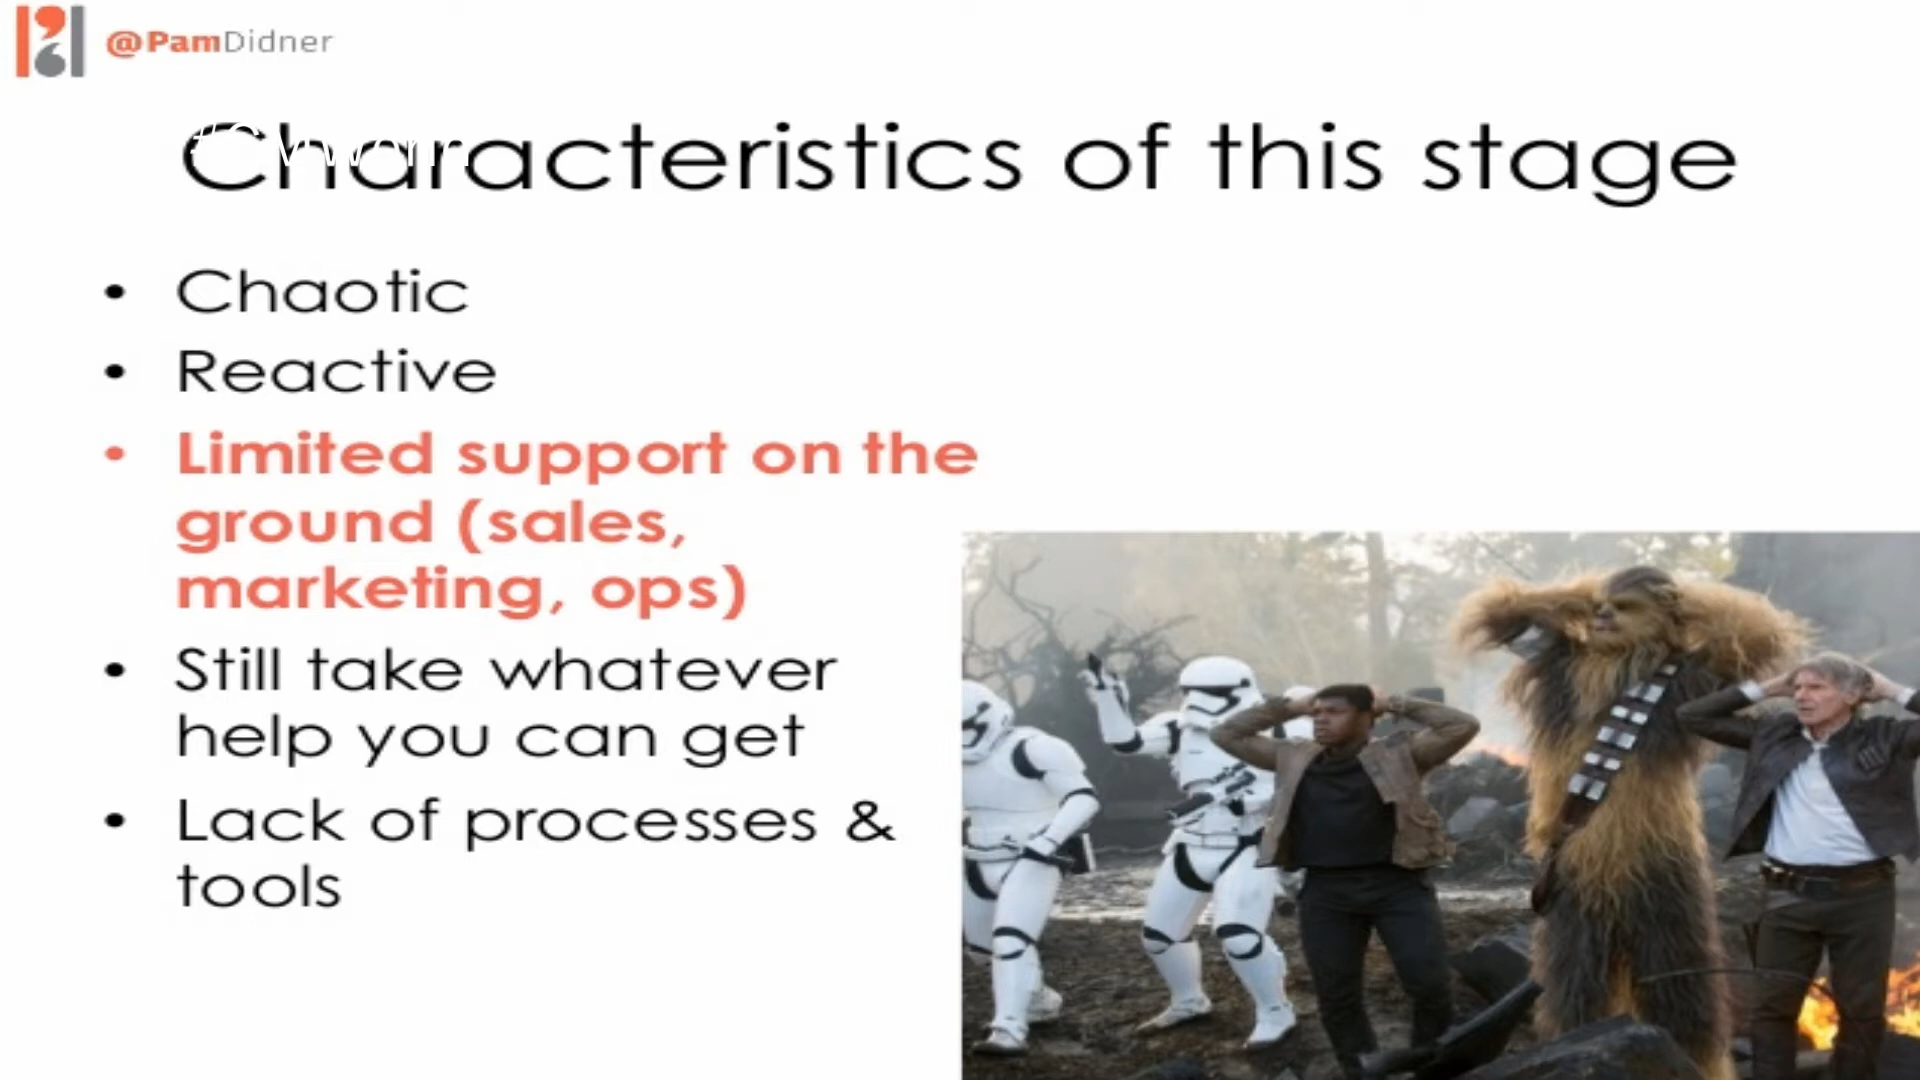 @PamDidner
Characteristics of this stage
• Chaotic
• Reactive
• Limited support on the
ground (sales,
marketing, ops)
• Still take whatever
help you can get
• Lack of processes &
tools